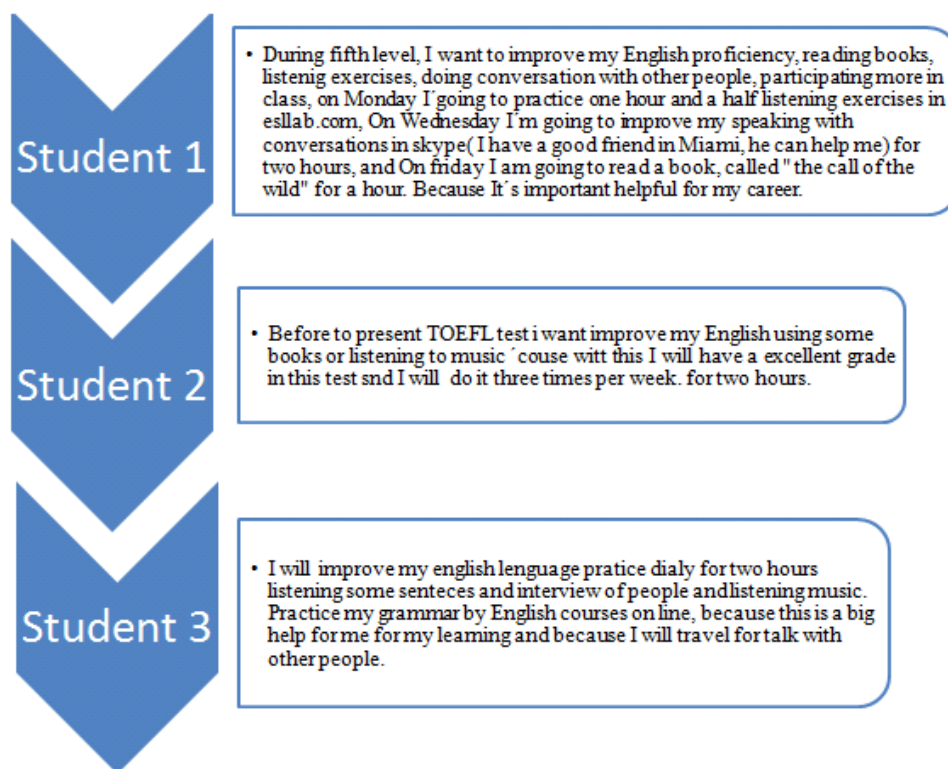 Student 1
• During fifth level, I want to improve my English proficiency, reading books,
listenig exercises, doing conversation with other people, participating more in
class, on Monday I´going to practice one hour and a half listening exercises in
esllab.com, On Wednesday I´m going to improve my speaking with
conversations in skype( I have a good friend in Miami, he can help me) for
two hours, and On friday I am going to read a book, called " the call of the
wild" for a hour. Because It´s important helpful for my career.
Student 2
• Before to present TOEFL test i want improve my English using some
books or listening to music ´couse witt this I will have a excellent grade
in this test snd I will do it three times per week. for two hours.
Student 3
• I will improve my english lenguage pratice dialy for two hours
listening some senteces and interview of people and listening music.
Practice my grammar by English courses on line, because this is a big
help for me for my learning and because I will travel for talk with
other people.